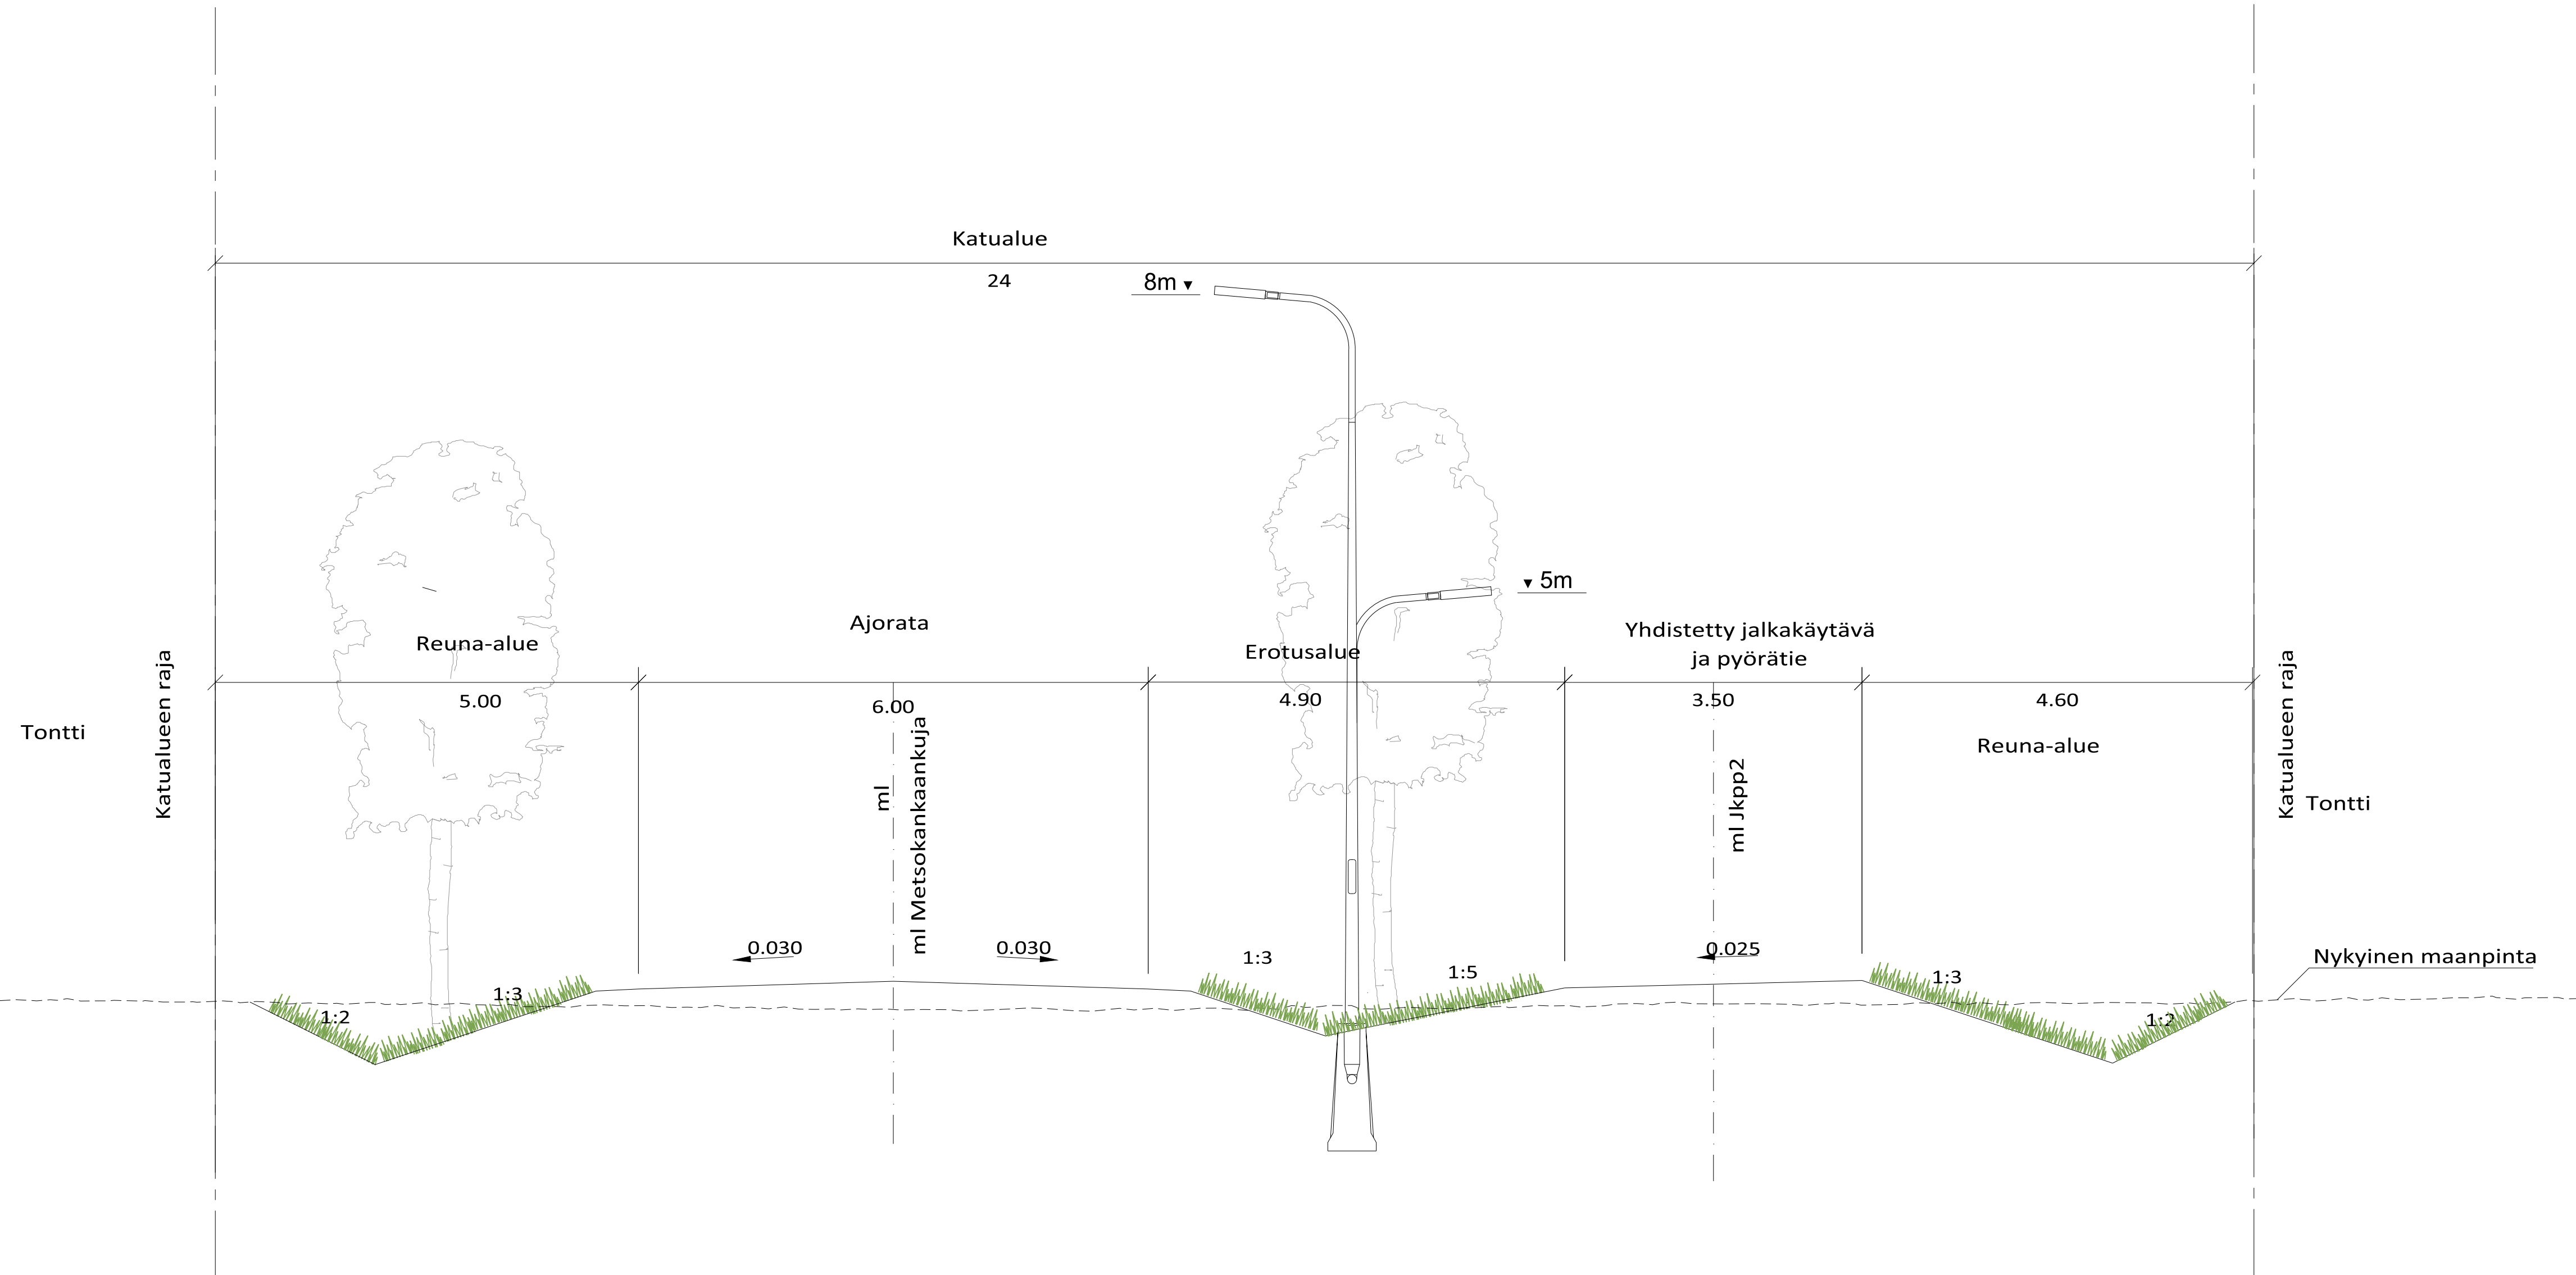 Katualue
24
8m
5m
Ajorata
Reuna-alue
Erotusalue
Yhdistetty jalkakäytävä
ja pyörätie
5.00
6.00
4.90
3.50
4.60
Tontti
Katualueen raja
ml
ml Metsokankaankuja
ml Jkpp2
Reuna-alue
Katualueen raja
Tontti
0.030
0.030
1:3
1:5
0.025
1:3
Nykyinen maanpinta
1:2
1:3
1:2